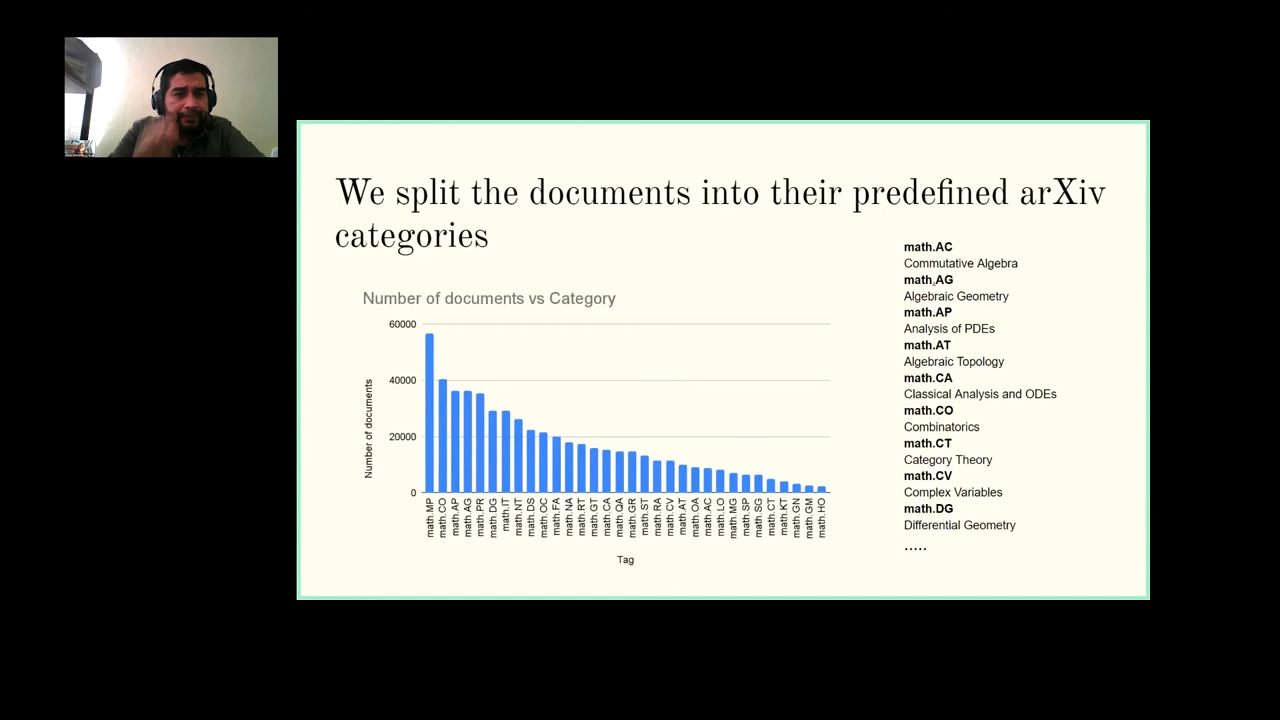 We split the documents into their predefined arXiv
categories
Number of documents vs Category
60000
40000
20000
0
Number of documents
math.MP
math.CO
math.AP
math.AG
math.PR
math.DG
math.IT
math.NT
math.DS
math.OC
math.FA
math.NA
math.RT
math.GT
math.CA
math.QA
math.GR
math.ST
math.RA
math.CV
math.AT
math.OA
math.AC
math.LO
math.MG
math.SP
math.SG
math.CT
math.KT
math.GN
math.GM
math.HO
Tag
math.AC
Commutative Algebra
math.AG
Algebraic Geometry
math.AP
Analysis of PDEs
math.AT
Algebraic Topology
math.CA
Classical Analysis and ODEs
math.CO
Combinatorics
math.CT
Category Theory
math.CV
Complex Variables
math.DG
Differential Geometry
.....